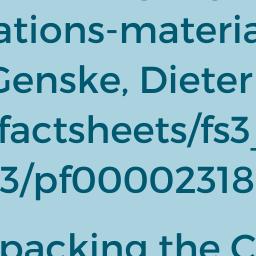 ations-materia
Genske, Dieter
factsheets/fs3_
3/pf00002318
packing the C